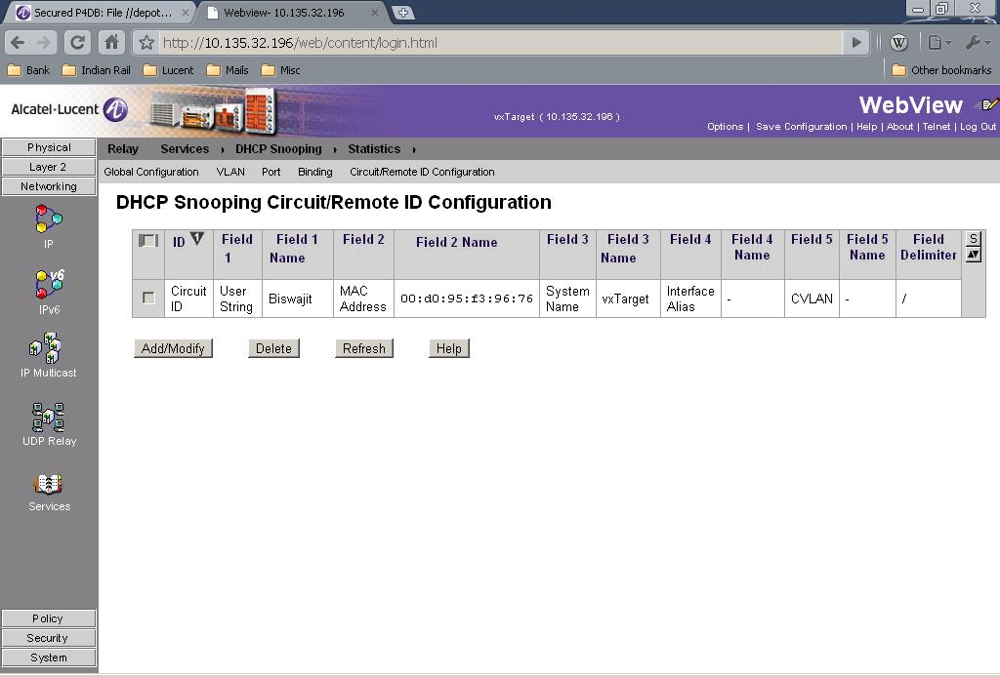 Secured P4DB: File //depot...
Webview- 10.135.32.196
http://10.135.32.196/web/content/login.html
W
Bank
Indian Rail
Lucent
Mails
Misc
Other bookmarks
Alcatel·Lucent
vxTarget ( 10.135.32.196 )
WebView
Options | Save Configuration | Help | About | Telnet | Log Out
Physical
Layer 2
Networking
IP
v6
IPv6
IP Multicast
UDP Relay
Services
Policy
Security
System
Relay Services DHCP Snooping Statistics
Global Configuration VLAN Port Binding Circuit/Remote ID Configuration
DHCP Snooping Circuit/Remote ID Configuration
ID 1 Field 1 Field 1 Name Field 2 Field 2 Name Field 3 Field 3 Name Field 4 Field 4 Name Field 5 Field 5 Name Field Delimiter S
Circuit ID User String Biswajit MAC Address 00:d0:95:f3:96:76 System Name vxTarget Interface Alias - CVLAN - /
Add/Modify Delete Refresh Help